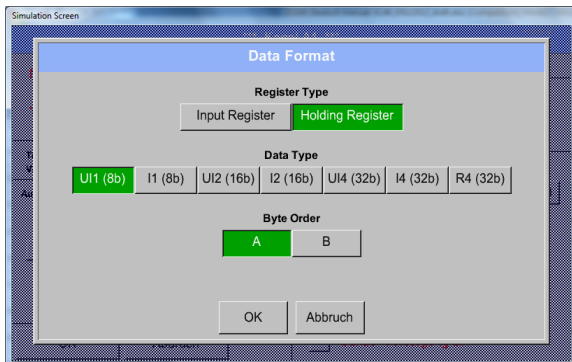 Simulation Screen
Data Format
Register Type
Input Register Holding Register
Data Type
UI1 (8b) I1 (8b) UI2 (16b) I2 (16b) UI4 (32b) I4 (32b) R4 (32b)
Byte Order
A B
OK Abbruch